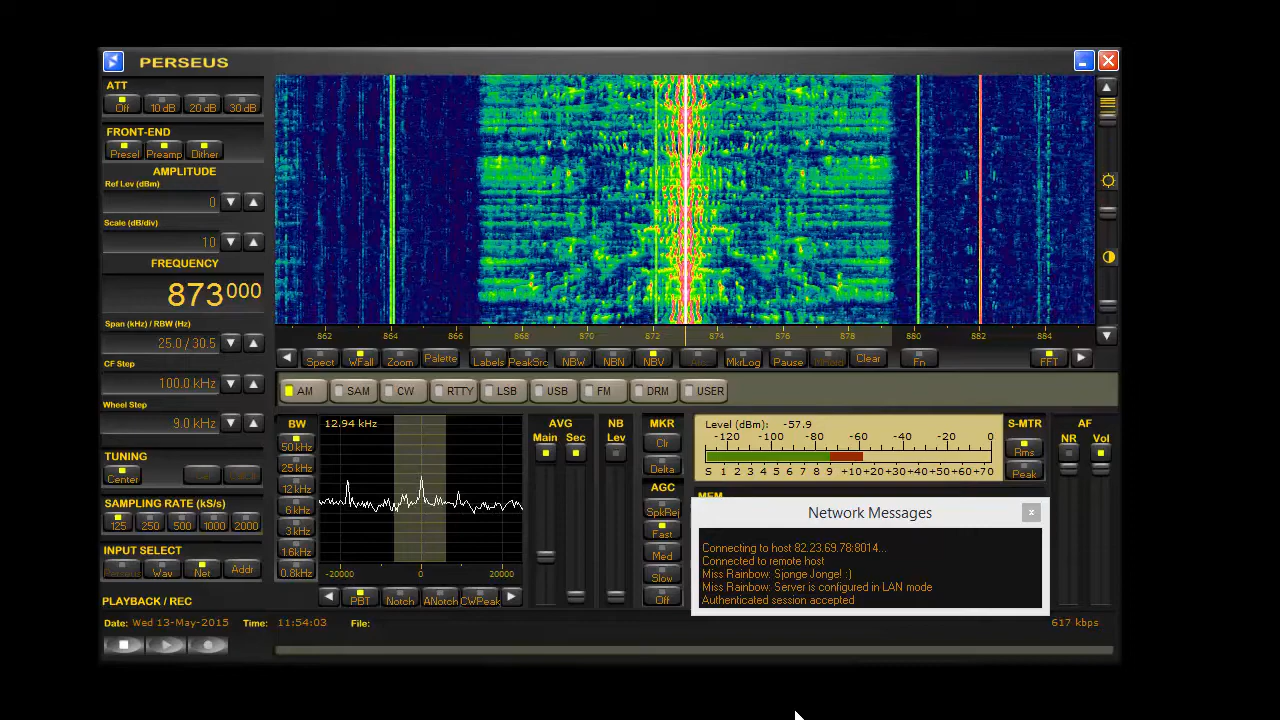 PERSEUS
ATT
Off 10 dB 20 dB 30 dB
FRONT-END
Presel Preamp Dither
AMPLITUDE
Ref Lev (dBm)
0
Scale (dB/div)
10
FREQUENCY
873000
Span (kHz) / RBW (Hz)
25.0 / 30.5
CF Step
100.0 kHz
Wheel Step
9.0 kHz
TUNING
Center
SAMPLING RATE (kS/s)
125 250 500 1000 2000
INPUT SELECT
Perseus Wav Net Addr
PLAYBACK / REC
Date: Wed 13-May-2015 Time: 11:54:03 File: 617 kbps
862 864 866 868 870 872 874 876 878 880 882 884
Spect WFall Zoom Palette Labels PeakSrc NBW NBN NBV MkrLog Pause Clear Fn FFT
AM SAM CW RTTY LSB USB FM DRM USER
BW
50 kHz
25 kHz
12 kHz
6 kHz
3 kHz
1.6kHz
0.8kHz
12.94 kHz
-20000 0 20000
PBT Notch ANotch CWPeak
AVG
Main Sec
NB
Lev
MKR
Clr
Delta
AGC
SpkRej
Fast
Med
Slow
Off
Level (dBm): -57.9
-120 -100 -80 -60 -40 -20 0
S 1 2 3 4 5 6 7 8 9 +10 +20 +30 +40 +50 +60 +70
S-MTR
Rms
Peak
AF
NR Vol
MEM
Network Messages
Connecting to host 82.23.69.78:8014...
Connected to remote host
Miss Rainbow: Sjonge Jonge! :)
Miss Rainbow: Server is configured in LAN mode
Authenticated session accepted